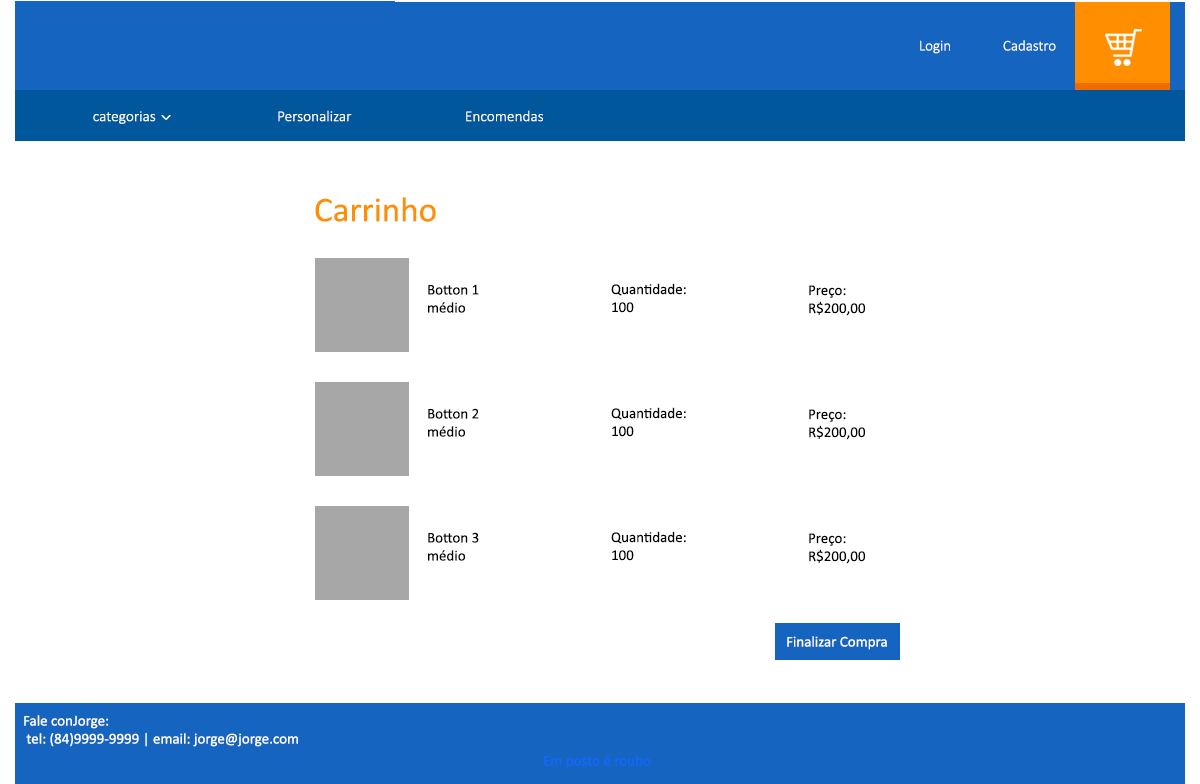 Login
Cadastro
categorias
Personalizar
Encomendas
Carrinho
Botton 1
médio
Quantidade:
100
Preço:
R$200,00
Botton 2
médio
Quantidade:
100
Preço:
R$200,00
Botton 3
médio
Quantidade:
100
Preço:
R$200,00
Finalizar Compra
Fale conJorge:
tel: (84)9999-9999 | email: jorge@jorge.com
Em posto é roubo